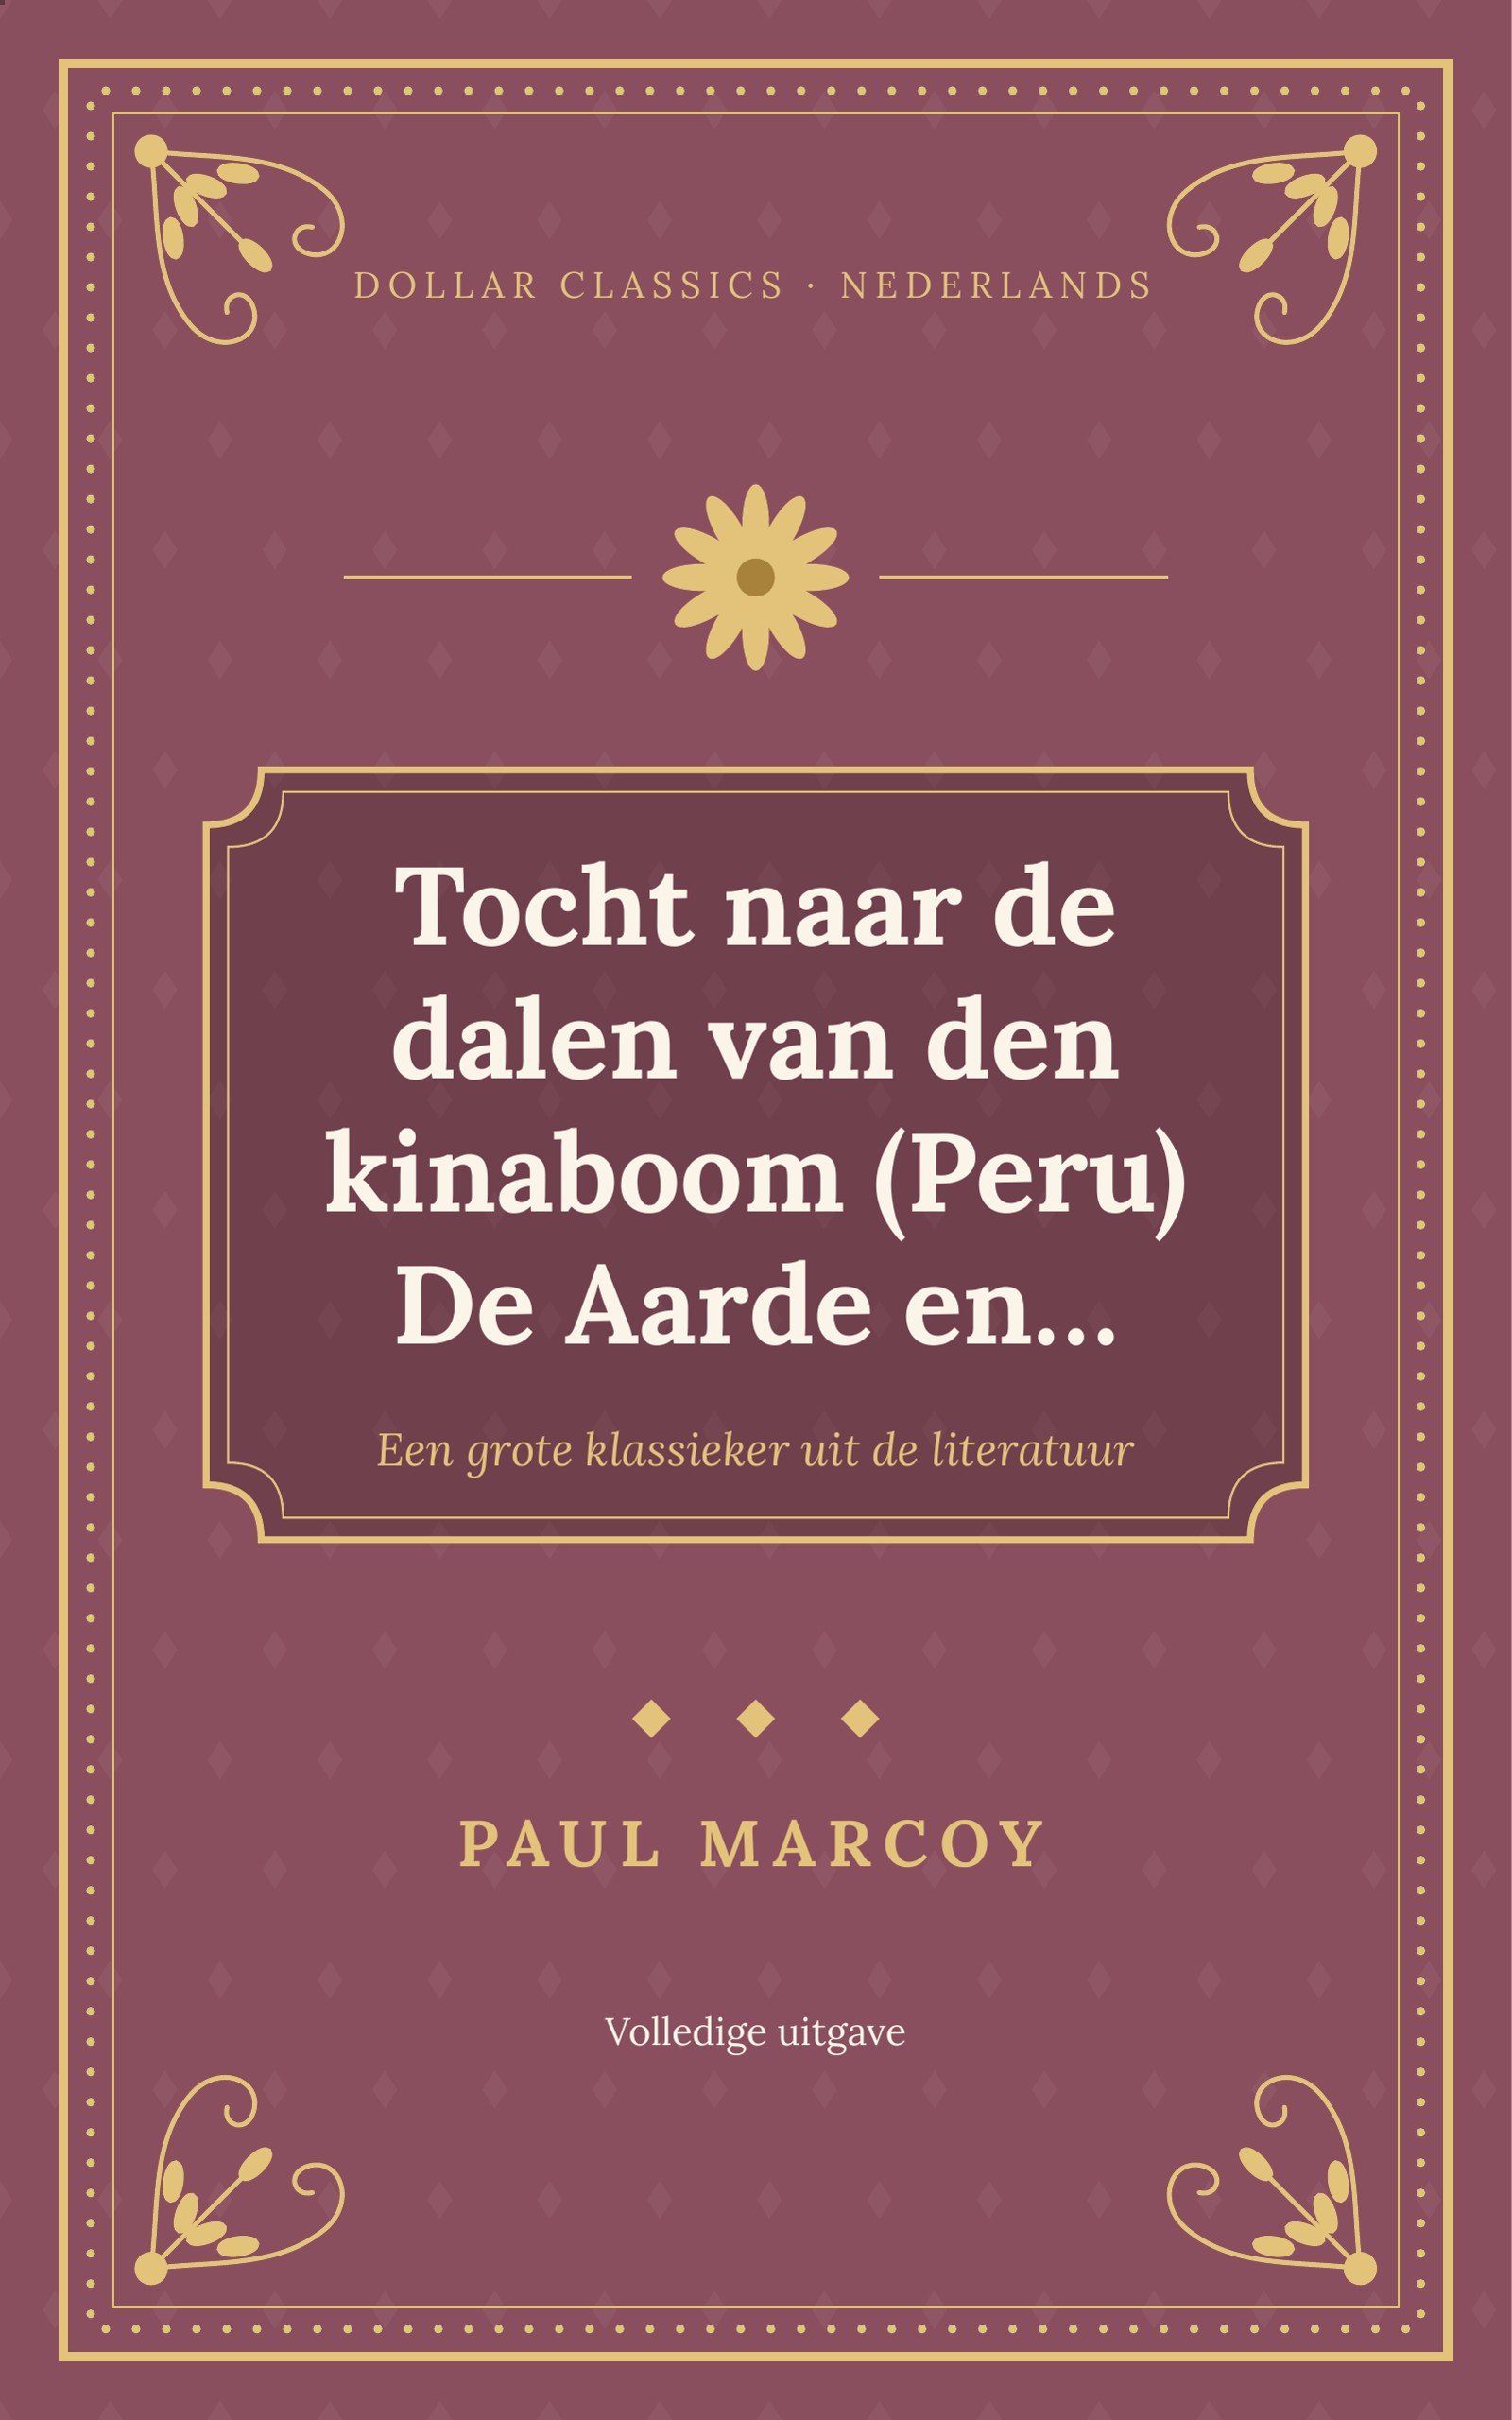 DOLLAR CLASSICS · NEDERLANDS
Tocht naar de
dalen van den
kinaboom (Peru)
De Aarde en...
Een grote klassieker uit de literatuur
PAUL MARCOY
Volledige uitgave